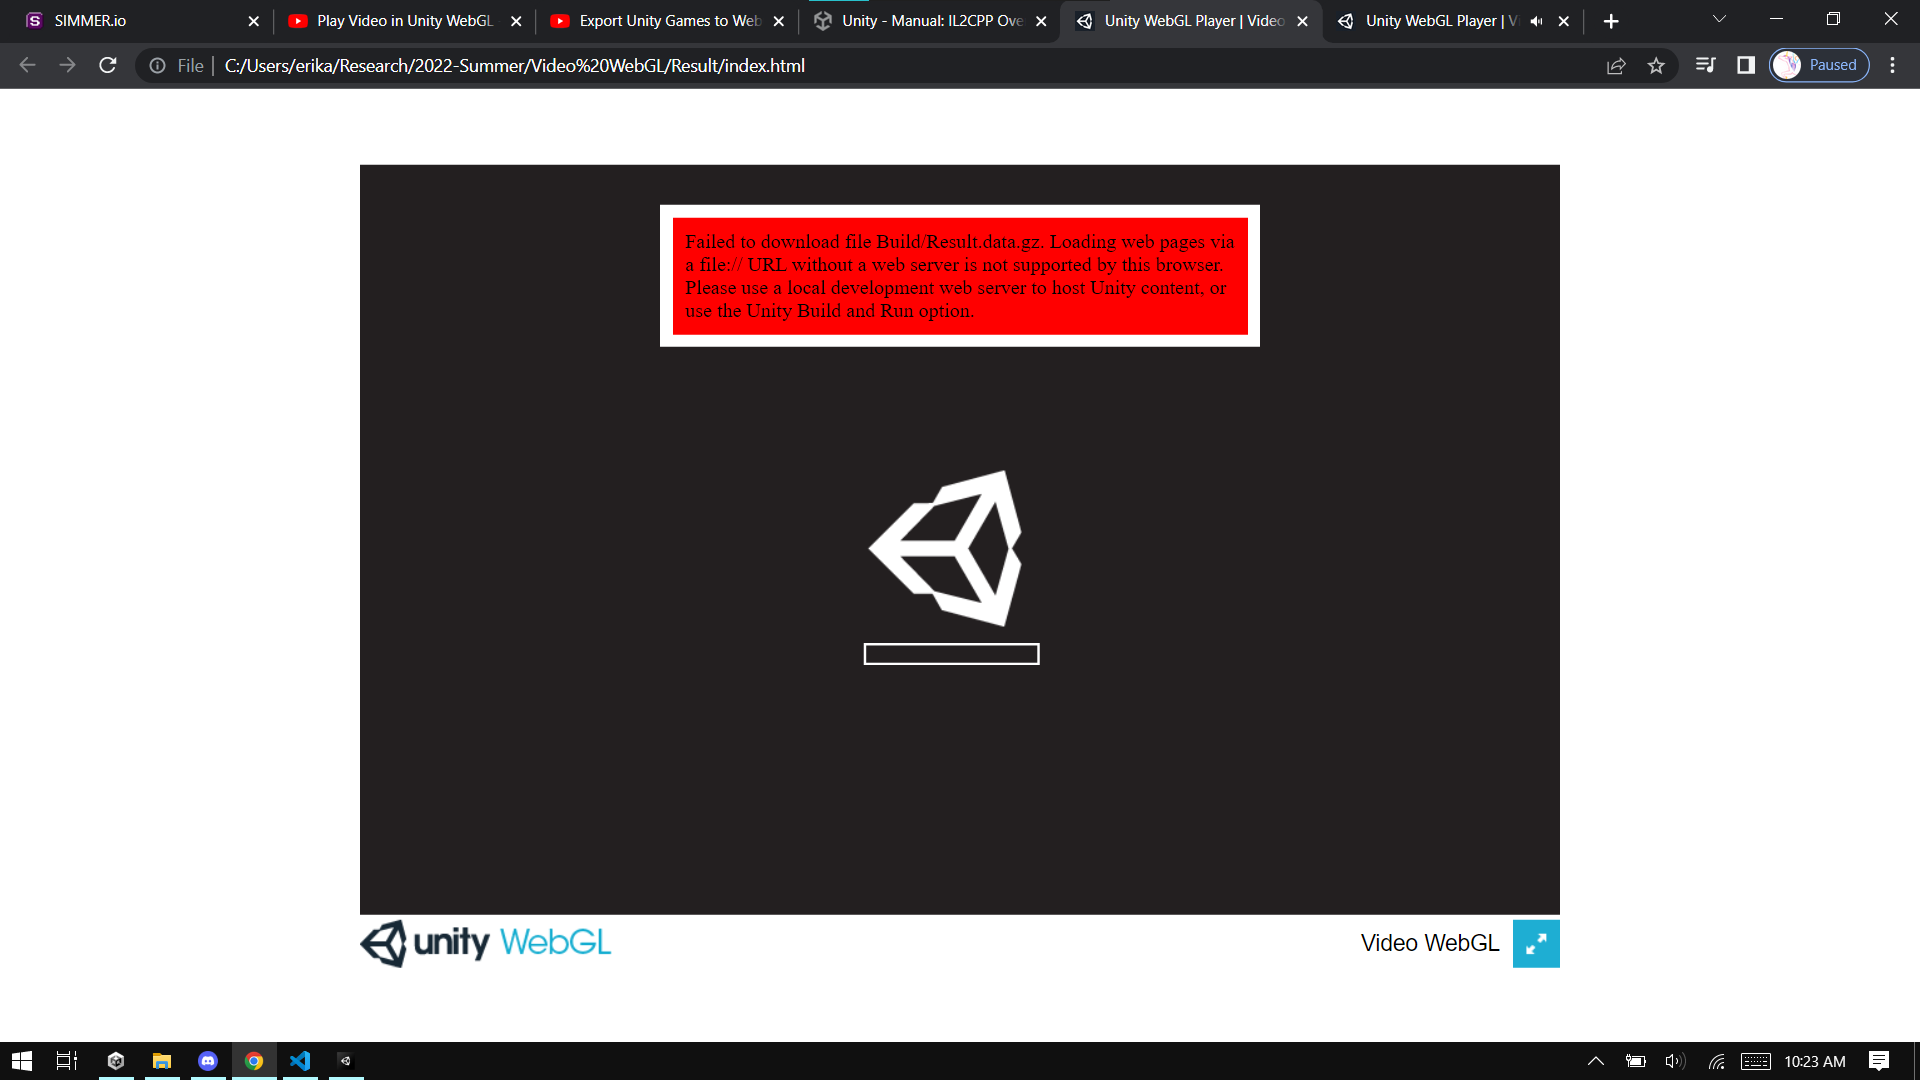 SIMMER.io
Play Video in Unity WebGL
Export Unity Games to Web
Unity - Manual: IL2CPP Ove
Unity WebGL Player | Video
Unity WebGL Player | Vi
File | C:/Users/erika/Research/2022-Summer/Video%20WebGL/Result/index.html
Paused
Failed to download file Build/Result.data.gz. Loading web pages via
a file:// URL without a web server is not supported by this browser.
Please use a local development web server to host Unity content, or
use the Unity Build and Run option.
unity WebGL
Video WebGL
10:23 AM